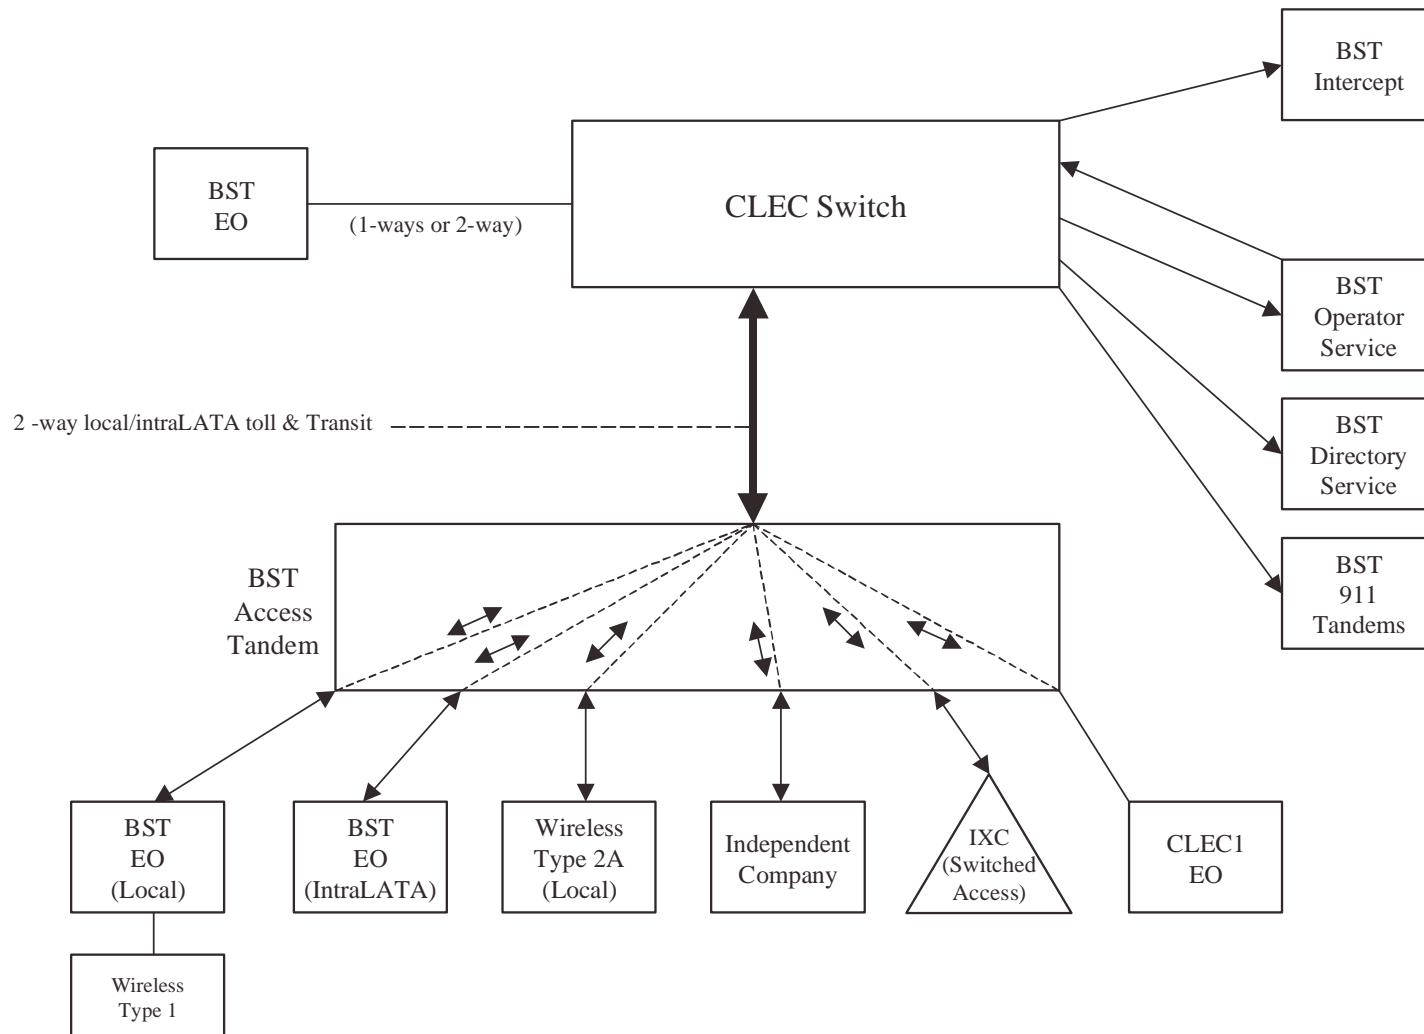 BST
Intercept
BST
EO
(1-ways or 2-way)
CLEC Switch
BST
Operator
Service
2 -way local/intraLATA toll & Transit
BST
Directory
Service
BST
911
Tandems
BST
Access
Tandem
BST
EO
(Local)
BST
EO
(IntraLATA)
Wireless
Type 2A
(Local)
Independent
Company
IXC
(Switched
Access)
CLEC1
EO
Wireless
Type 1